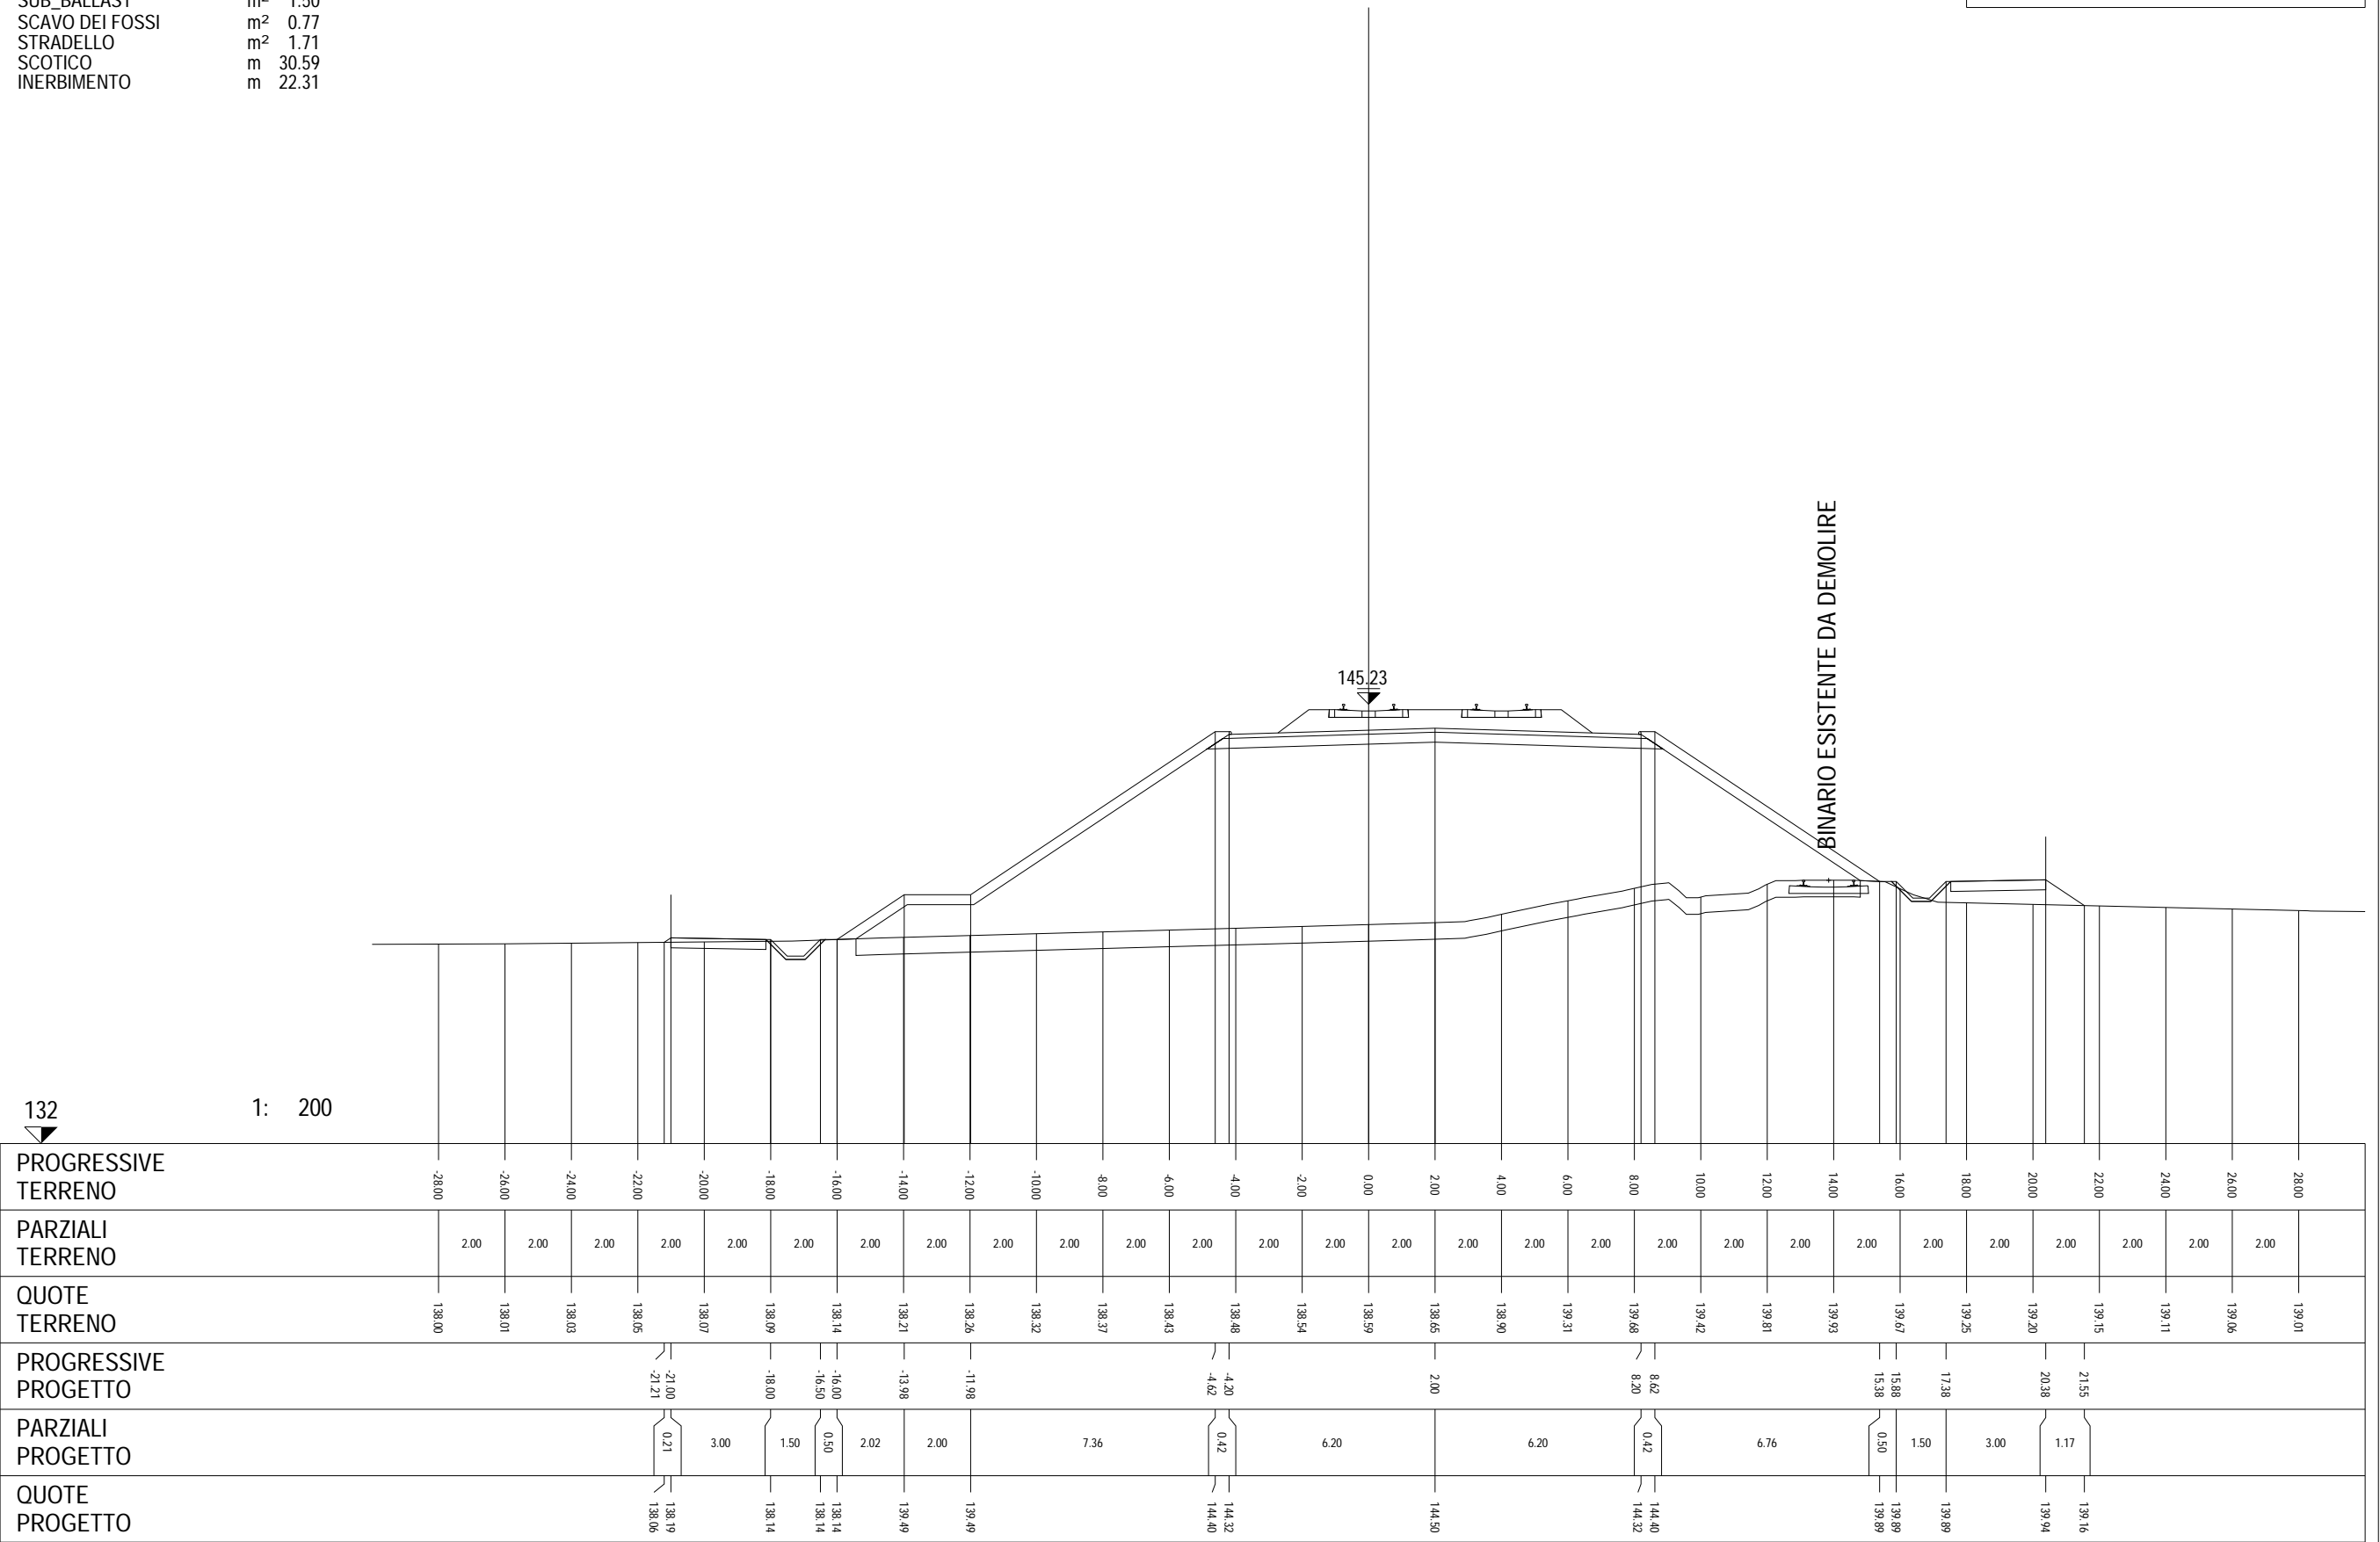 SUB_BALLAST m² 1.50
SCAVO DEI FOSSI m² 0.77
STRADELLO m² 1.71
SCOTICO m 30.59
INERBIMENTO m 22.31
BINARIO ESISTENTE DA DEMOLIRE
145.23
132 1: 200
PROGRESSIVE
TERRENO
-28.00 -26.00 -24.00 -22.00 -20.00 -18.00 -16.00 -14.00 -12.00 -10.00 -8.00 -6.00 -4.00 -2.00 0.00 2.00 4.00 6.00 8.00 10.00 12.00 14.00 16.00 18.00 20.00 22.00 24.00 26.00 28.00
PARZIALI
TERRENO
2.00 2.00 2.00 2.00 2.00 2.00 2.00 2.00 2.00 2.00 2.00 2.00 2.00 2.00 2.00 2.00 2.00 2.00 2.00 2.00 2.00 2.00 2.00 2.00 2.00 2.00 2.00 2.00
QUOTE
TERRENO
138.00 138.01 138.03 138.05 138.07 138.09 138.14 138.21 138.26 138.32 138.37 138.43 138.48 138.54 138.59 138.65 138.90 139.31 139.68 139.42 139.81 139.93 139.67 139.25 139.20 139.15 139.11 139.06 139.01
PROGRESSIVE
PROGETTO
-21.21 -21.00 -18.00 -16.50 -16.00 -13.98 -11.98 -4.62 -4.20 2.00 8.20 8.62 15.38 15.88 17.38 20.38 21.55
PARZIALI
PROGETTO
0.21 3.00 1.50 0.50 2.02 2.00 7.36 0.42 6.20 6.20 0.42 6.76 0.50 1.50 3.00 1.17
QUOTE
PROGETTO
138.06 138.19 138.14 138.14 138.14 139.49 139.49 144.40 144.32 144.50 144.32 144.40 139.89 139.89 139.89 139.94 139.16